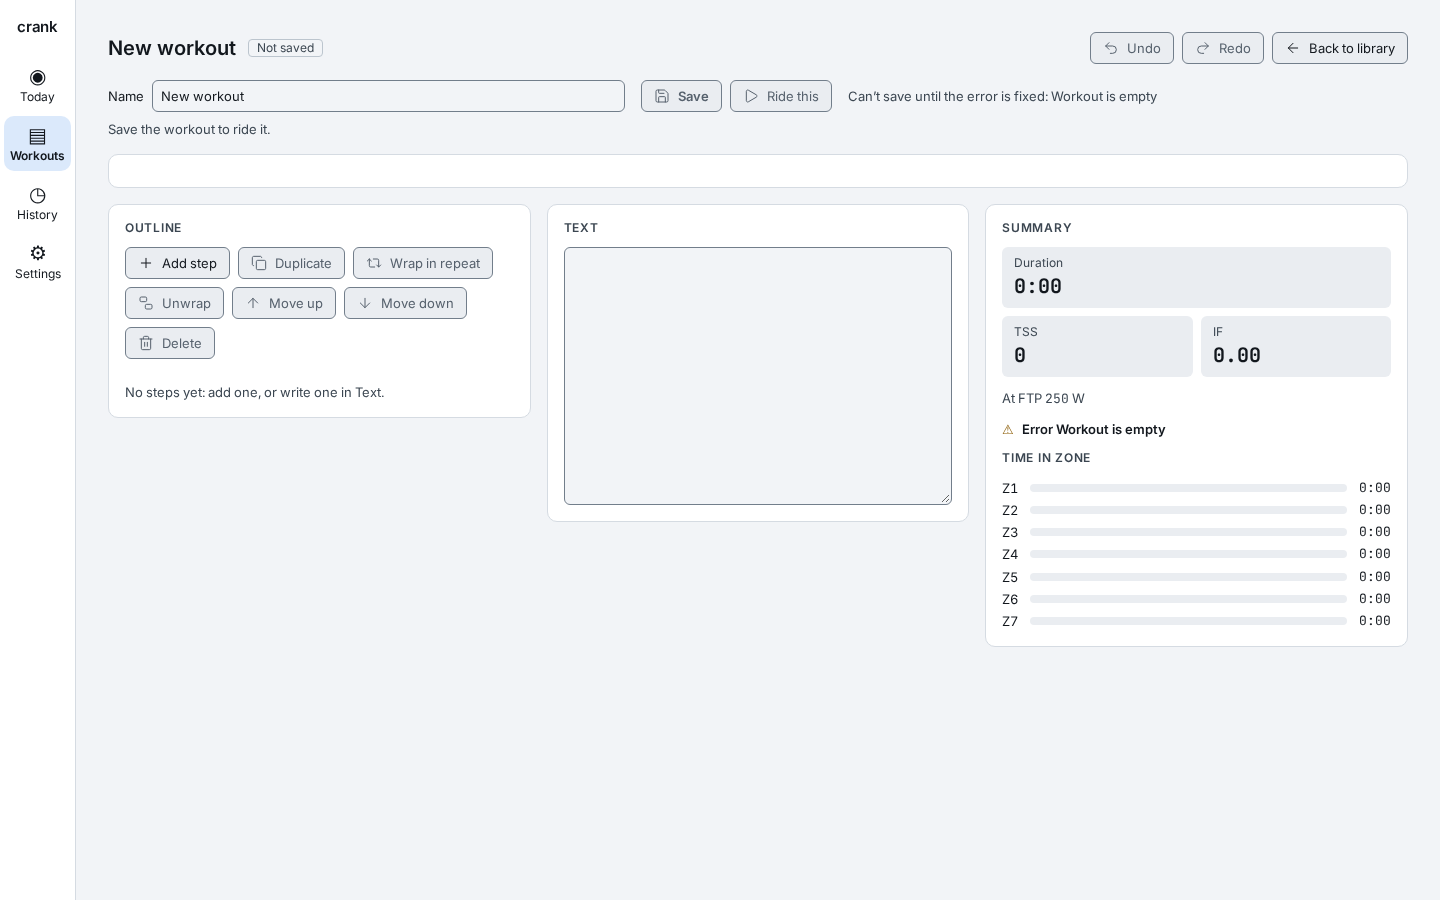 crank
Today
Workouts
History
Settings
New workout
Not saved
Undo
Redo
Back to library
Name
New workout
Save
Ride this
Can't save until the error is fixed: Workout is empty
Save the workout to ride it.
OUTLINE
Add step
Duplicate
Wrap in repeat
Unwrap
Move up
Move down
Delete
No steps yet: add one, or write one in Text.
TEXT
SUMMARY
Duration
0:00
TSS
0
IF
0.00
At FTP 250 W
⚠ Error Workout is empty
TIME IN ZONE
Z1 0:00
Z2 0:00
Z3 0:00
Z4 0:00
Z5 0:00
Z6 0:00
Z7 0:00